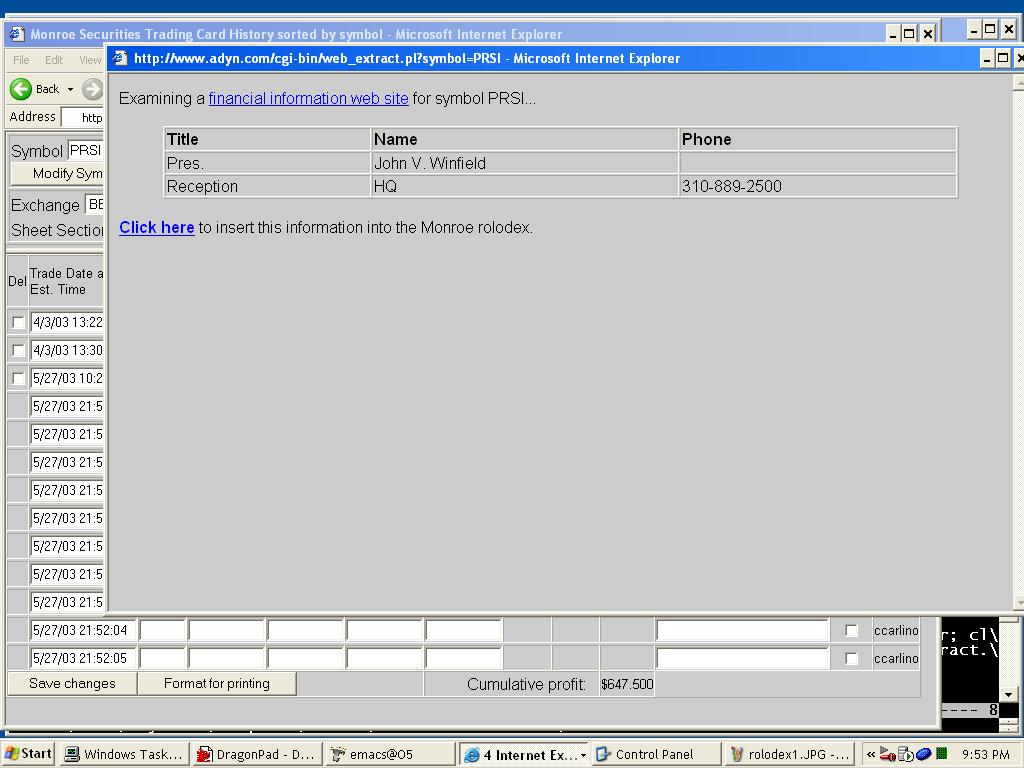 Monroe Securities Trading Card History sorted by symbol - Microsoft Internet Explorer
http://www.adyn.com/cgi-bin/web_extract.pl?symbol=PRSI - Microsoft Internet Explorer
File Edit View
Back
Address http
Symbol PRSI
Modify Sym
Exchange BE
Sheet Section
Examining a financial information web site for symbol PRSI...
Title Name Phone
Pres. John V. Winfield
Reception HQ 310-889-2500
Click here to insert this information into the Monroe rolodex.
Del Trade Date a
Est. Time
4/3/03 13:22
4/3/03 13:30
5/27/03 10:2
5/27/03 21:5
5/27/03 21:5
5/27/03 21:5
5/27/03 21:5
5/27/03 21:5
5/27/03 21:5
5/27/03 21:5
5/27/03 21:5
5/27/03 21:52:04 ccarlino
5/27/03 21:52:05 ccarlino
Save changes Format for printing Cumulative profit: $647.500
r; cl\
ract.\
---- 8
Start Windows Task... DragonPad - D... emacs@O5 4 Internet Ex... Control Panel rolodex1.JPG -... « 9:53 PM